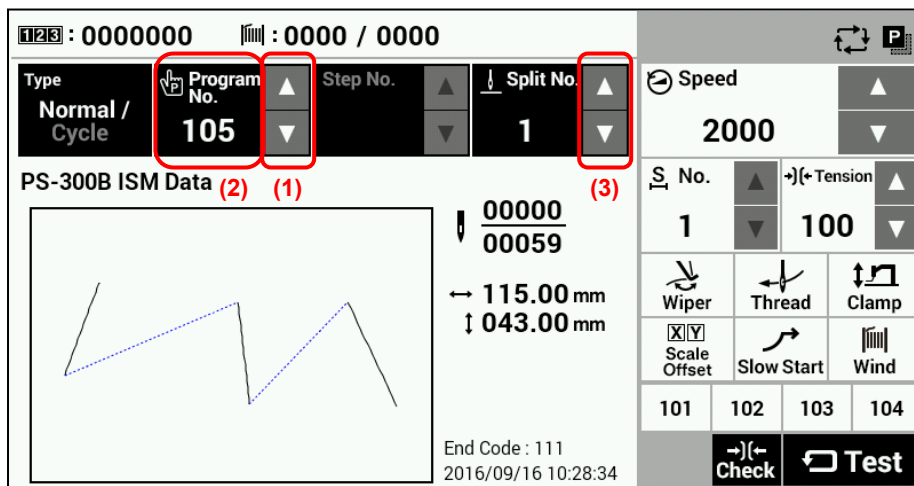 123 : 0000000 : 0000 / 0000
P
Type
Normal /
Cycle
P Program
No.
105
Step No.
Split No.
1
Speed
2000
PS-300B ISM Data
(2) (1) (3)
S No.
1
Tension
100
00000
00059
115.00 mm
043.00 mm
Wiper Thread Clamp
X Y
Scale
Offset
Slow Start
Wind
101 102 103 104
End Code : 111
2016/09/16 10:28:34
Check
Test